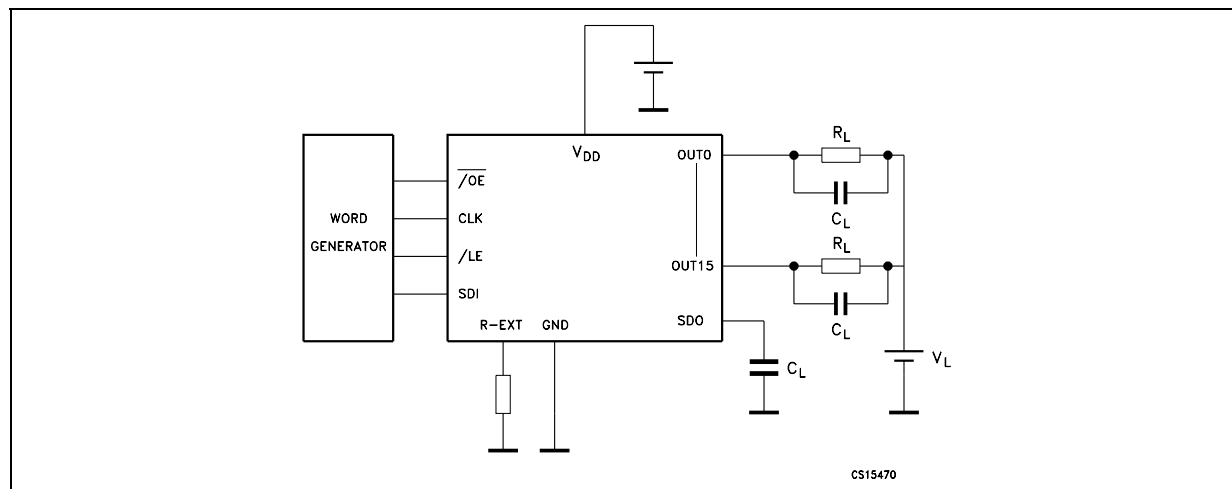 V_DD
OUT0
R_L
C_L
/OE
CLK
/LE
SDI
WORD
GENERATOR
R_L
OUT15
C_L
SDO
R-EXT
GND
C_L
V_L
CS15470